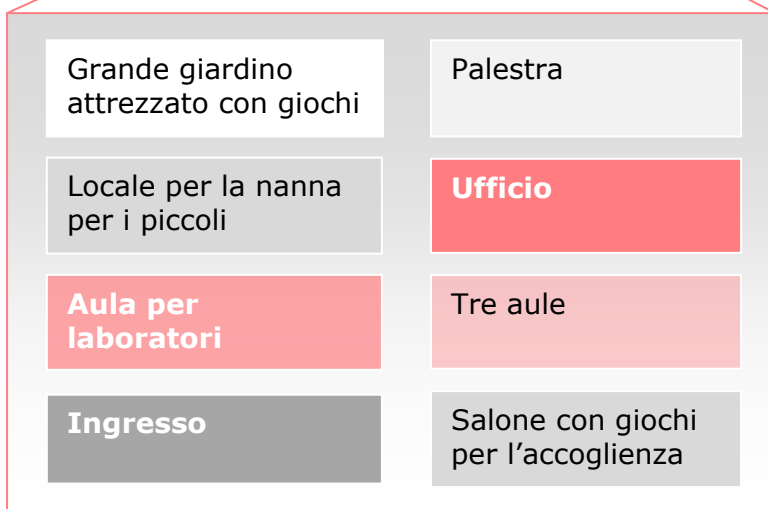 Grande giardino
attrezzato con giochi
Palestra
Locale per la nanna
per i piccoli
Ufficio
Aula per
laboratori
Tre aule
Ingresso
Salone con giochi
per l’accoglienza